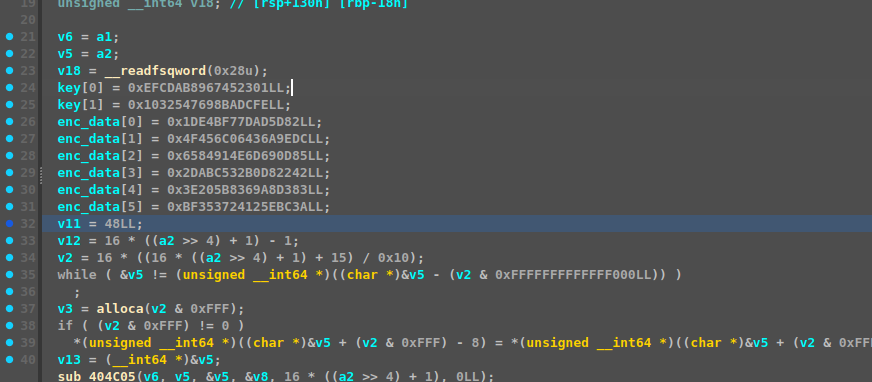 19 unsigned __int64 v18; // [rsp+130h] [rbp-18h]
20
21 v6 = a1;
22 v5 = a2;
23 v18 = __readfsqword(0x28u);
24 key[0] = 0xEFCDAB8967452301LL;
25 key[1] = 0x1032547698BADCFELL;
26 enc_data[0] = 0x1DE4BF77DAD5D82LL;
27 enc_data[1] = 0x4F456C06436A9EDCLL;
28 enc_data[2] = 0x6584914E6D690D85LL;
29 enc_data[3] = 0x2DABC532B0D82242LL;
30 enc_data[4] = 0x3E205B8369A8D383LL;
31 enc_data[5] = 0xBF353724125EBC3ALL;
32 v11 = 48LL;
33 v12 = 16 * ((a2 >> 4) + 1) - 1;
34 v2 = 16 * ((16 * ((a2 >> 4) + 1) + 15) / 0x10);
35 while ( &v5 != (unsigned __int64 *)((char *)&v5 - (v2 & 0xFFFFFFFFFFFFF000LL)) )
36 ;
37 v3 = alloca(v2 & 0xFFF);
38 if ( (v2 & 0xFFF) != 0 )
39 *(unsigned __int64 *)((char *)&v5 + (v2 & 0xFFF) - 8) = *(unsigned __int64 *)((char *)&v5 + (v2 & 0xFF
40 v13 = (__int64 *)&v5;
sub_404C05(v6, v5, &v5, &v8, 16 * ((a2 >> 4) + 1), 0LL);